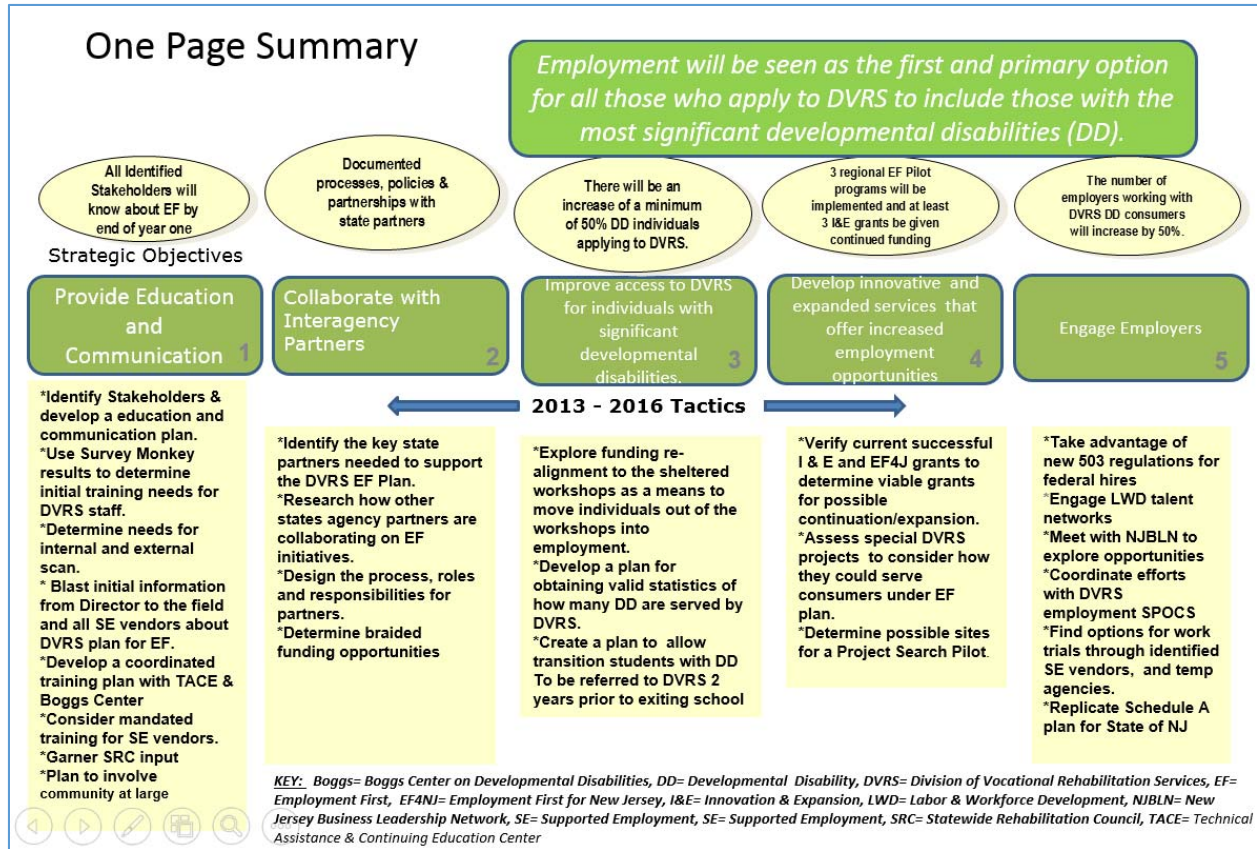 One Page Summary
Employment will be seen as the first and primary option
for all those who apply to DVRS to include those with the
most significant developmental disabilities (DD).
All Identified
Stakeholders will
know about EF by
end of year one
Documented
processes, policies &
partnerships with
state partners
There will be an
increase of a minimum
of 50% DD individuals
applying to DVRS.
3 regional EF Pilot
programs will be
implemented and at least
3 I&E grants be given
continued funding
The number of
employers working with
DVRS DD consumers
will increase by 50%.
Strategic Objectives
Provide Education
and
Communication 1
Collaborate with
Interagency
Partners
2
Improve access to DVRS
for individuals with
significant
developmental
disabilities. 3
Develop innovative and
expanded services that
offer increased
employment
opportunities 4
Engage Employers
5
2013 - 2016 Tactics
*Identify Stakeholders &
develop a education and
communication plan.
*Use Survey Monkey
results to determine
initial training needs for
DVRS staff.
*Determine needs for
internal and external
scan.
* Blast initial information
from Director to the field
and all SE vendors about
DVRS plan for EF.
*Develop a coordinated
training plan with TACE &
Boggs Center
*Consider mandated
training for SE vendors.
*Garner SRC input
*Plan to involve
community at large
*Identify the key state
partners needed to support
the DVRS EF Plan.
*Research how other
states agency partners are
collaborating on EF
initiatives.
*Design the process, roles
and responsibilities for
partners.
*Determine braided
funding opportunities
*Explore funding re-
alignment to the sheltered
workshops as a means to
move individuals out of the
workshops into
employment.
*Develop a plan for
obtaining valid statistics of
how many DD are served by
DVRS.
*Create a plan to allow
transition students with DD
To be referred to DVRS 2
years prior to exiting school
*Verify current successful
I & E and EF4J grants to
determine viable grants
for possible
continuation/expansion.
*Assess special DVRS
projects to consider how
they could serve
consumers under EF
plan.
*Determine possible sites
for a Project Search Pilot.
*Take advantage of
new 503 regulations for
federal hires
*Engage LWD talent
networks
*Meet with NJBLN to
explore opportunities
*Coordinate efforts
with DVRS
employment SPOCS
*Find options for work
trials through identified
SE vendors, and temp
agencies.
*Replicate Schedule A
plan for State of NJ
KEY: Boggs= Boggs Center on Developmental Disabilities, DD= Developmental Disability, DVRS= Division of Vocational Rehabilitation Services, EF=
Employment First, EF4NJ= Employment First for New Jersey, I&E= Innovation & Expansion, LWD= Labor & Workforce Development, NJBLN= New
Jersey Business Leadership Network, SE= Supported Employment, SE= Supported Employment, SRC= Statewide Rehabilitation Council, TACE= Technical
Assistance & Continuing Education Center